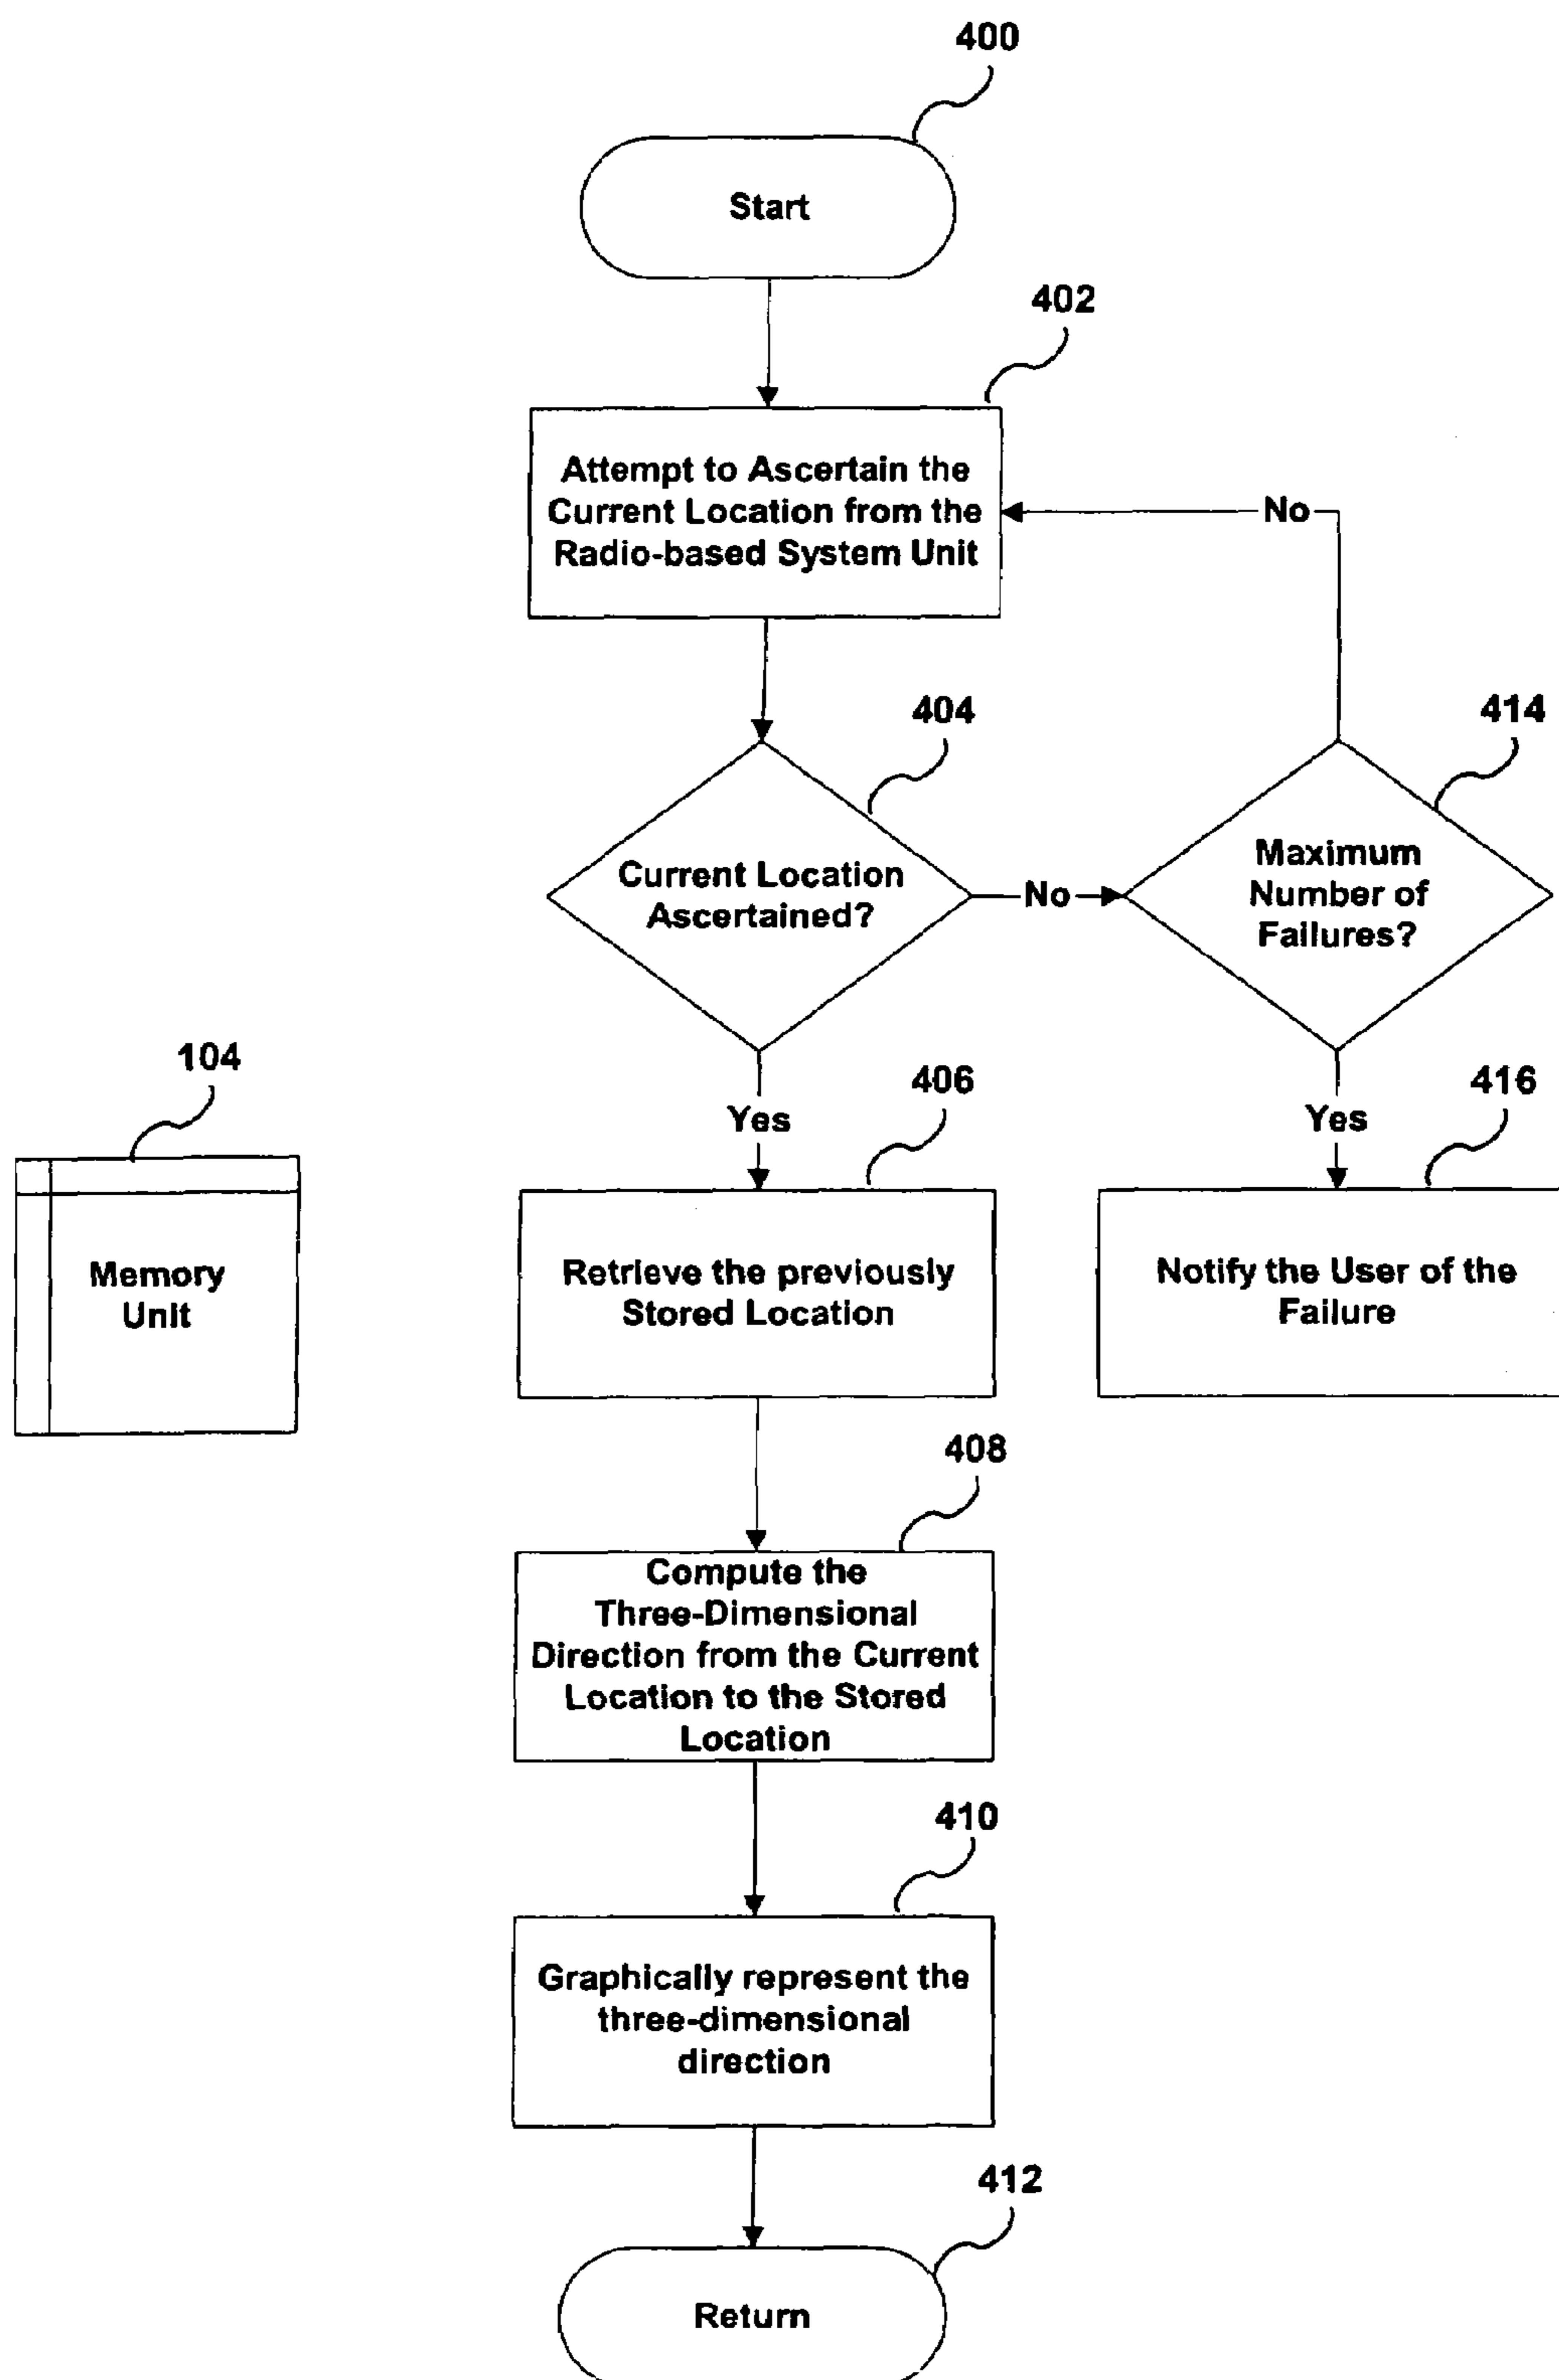 400
Start
402
Attempt to Ascertain the
Current Location from the
Radio-based System Unit
No
404
414
Current Location
Ascertained?
No
Maximum
Number of
Failures?
104
Yes
406
Yes
416
Memory
Unit
Retrieve the previously
Stored Location
Notify the User of the
Failure
408
Compute the
Three-Dimensional
Direction from the Current
Location to the Stored
Location
410
Graphically represent the
three-dimensional
direction
412
Return